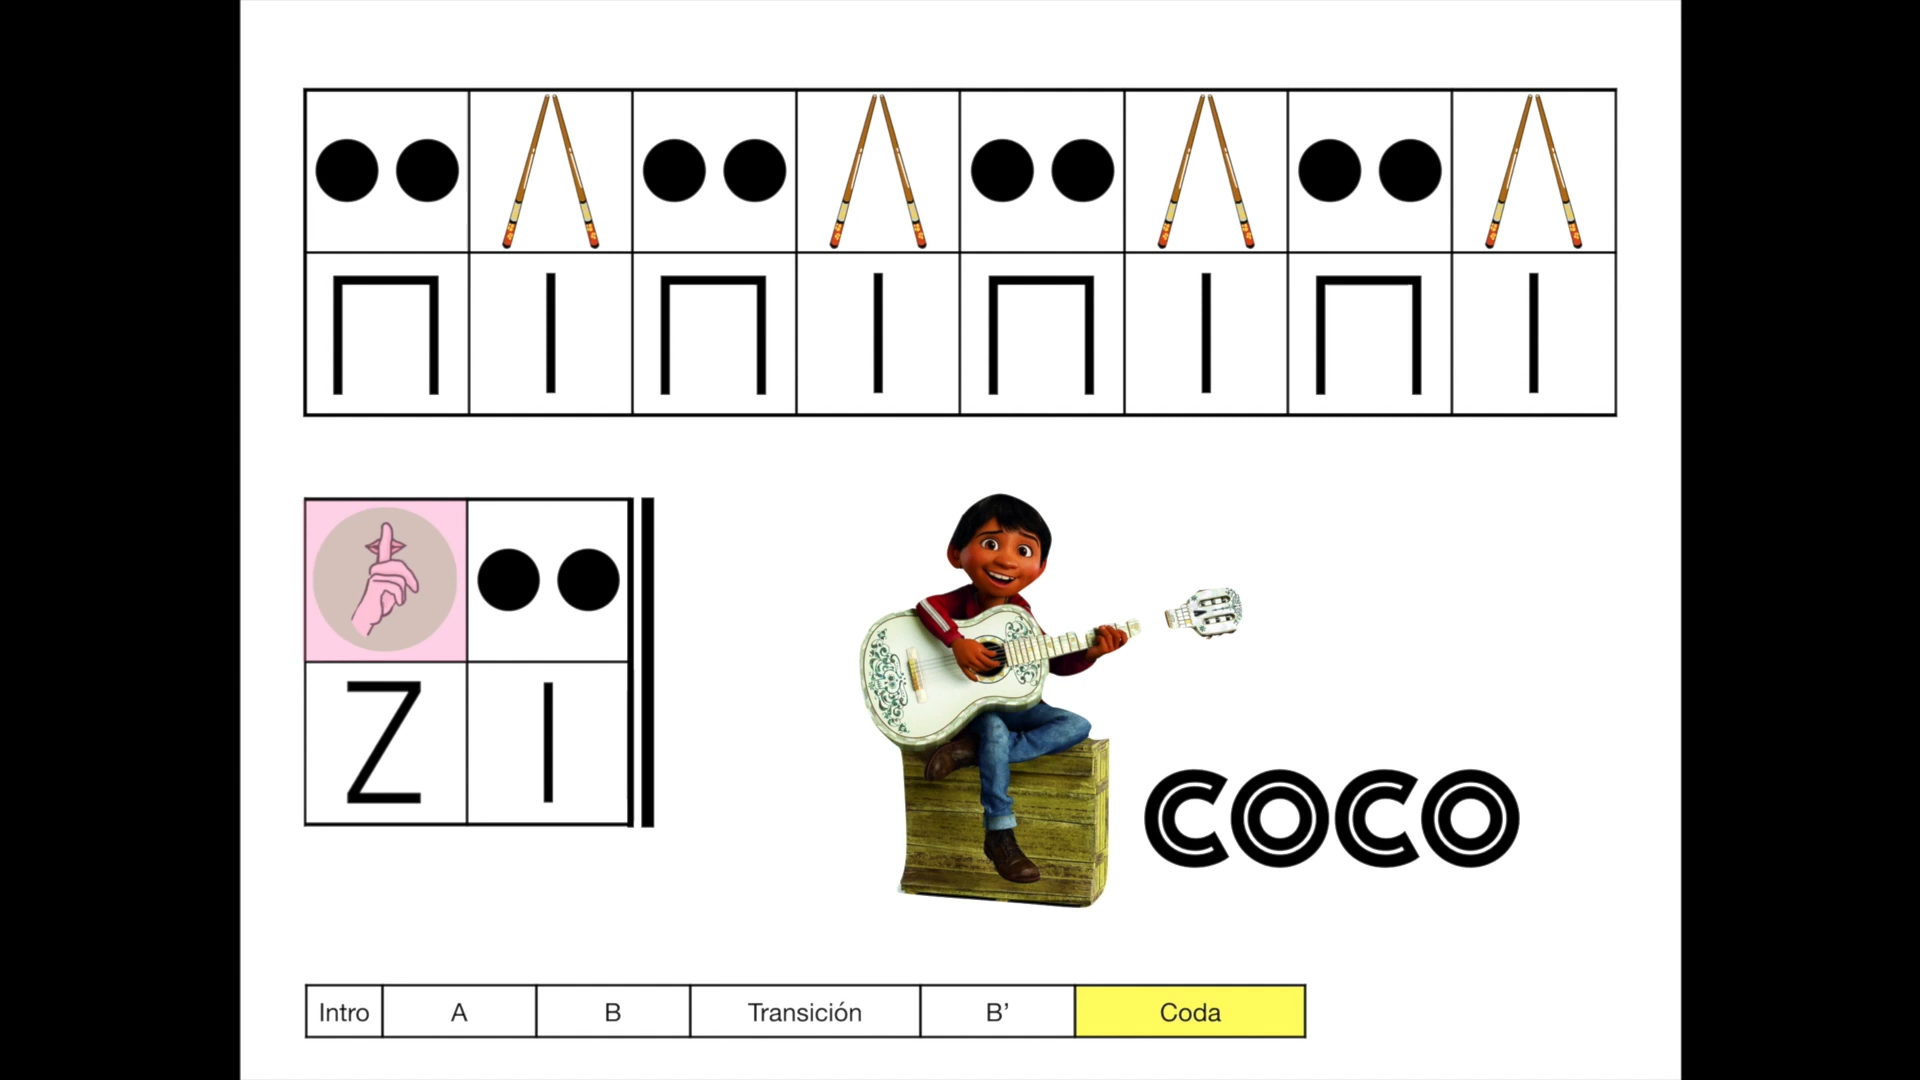 Z
COCO
Intro A B Transición B’ Coda